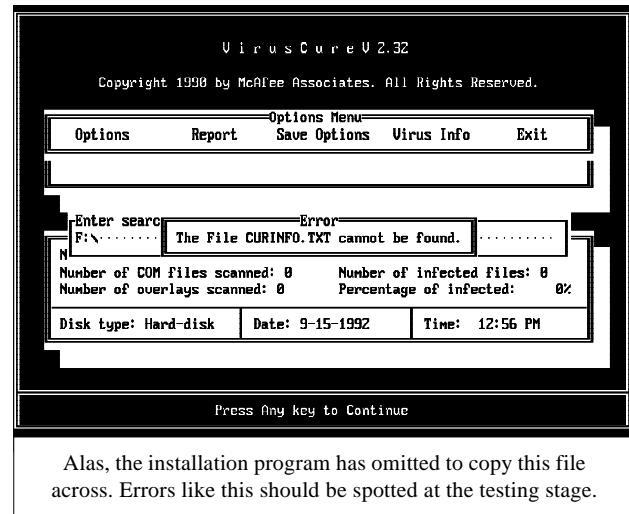 V i r u s C u r e V 2.32
Copyright 1990 by McAfee Associates. All Rights Reserved.
Options Menu
Options Report Save Options Virus Info Exit
Enter searc
Error
F:\
The File CURINFO.TXT cannot be found.
N
Number of COM files scanned: 0 Number of infected files: 0
Number of overlays scanned: 0 Percentage of infected: 0%
Disk type: Hard-disk Date: 9-15-1992 Time: 12:56 PM
Press Any key to Continue
Alas, the installation program has omitted to copy this file
across. Errors like this should be spotted at the testing stage.